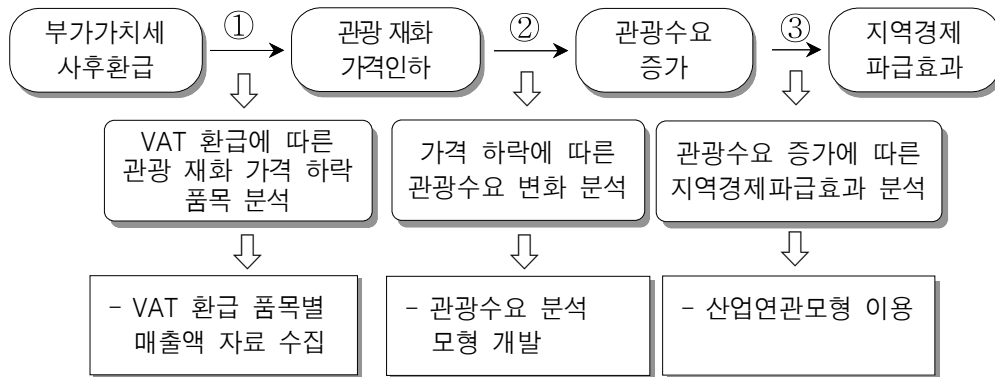 부가가치세
사후환급
①
관광 재화
가격인하
②
관광수요
증가
③
지역경제
파급효과
VAT 환급에 따른
관광 재화 가격 하락
품목 분석
가격 하락에 따른
관광수요 변화 분석
관광수요 증가에 따른
지역경제파급효과 분석
- VAT 환급 품목별
매출액 자료 수집
- 관광수요 분석
모형 개발
- 산업연관모형 이용